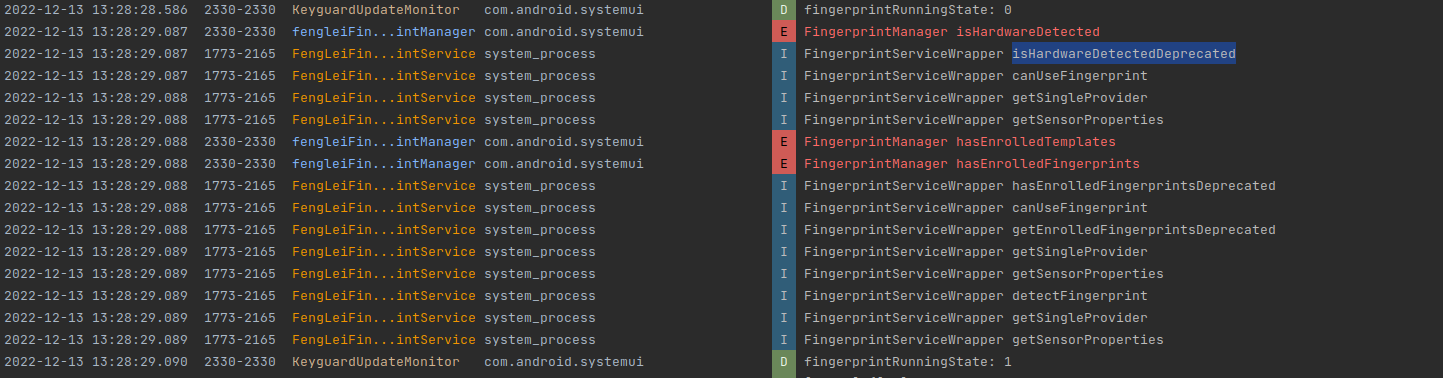 2022-12-13 13:28:28.586 2330-2330 KeyguardUpdateMonitor com.android.systemui D fingerprintRunningState: 0
2022-12-13 13:28:29.087 2330-2330 fengleiFin...intManager com.android.systemui E FingerprintManager isHardwareDetected
2022-12-13 13:28:29.087 1773-2165 FengLeiFin...intService system_process I FingerprintServiceWrapper isHardwareDetectedDeprecated
2022-12-13 13:28:29.087 1773-2165 FengLeiFin...intService system_process I FingerprintServiceWrapper canUseFingerprint
2022-12-13 13:28:29.088 1773-2165 FengLeiFin...intService system_process I FingerprintServiceWrapper getSingleProvider
2022-12-13 13:28:29.088 1773-2165 FengLeiFin...intService system_process I FingerprintServiceWrapper getSensorProperties
2022-12-13 13:28:29.088 2330-2330 fengleiFin...intManager com.android.systemui E FingerprintManager hasEnrolledTemplates
2022-12-13 13:28:29.088 2330-2330 fengleiFin...intManager com.android.systemui E FingerprintManager hasEnrolledFingerprints
2022-12-13 13:28:29.088 1773-2165 FengLeiFin...intService system_process I FingerprintServiceWrapper hasEnrolledFingerprintsDeprecated
2022-12-13 13:28:29.088 1773-2165 FengLeiFin...intService system_process I FingerprintServiceWrapper canUseFingerprint
2022-12-13 13:28:29.088 1773-2165 FengLeiFin...intService system_process I FingerprintServiceWrapper getEnrolledFingerprintsDeprecated
2022-12-13 13:28:29.089 1773-2165 FengLeiFin...intService system_process I FingerprintServiceWrapper getSingleProvider
2022-12-13 13:28:29.089 1773-2165 FengLeiFin...intService system_process I FingerprintServiceWrapper getSensorProperties
2022-12-13 13:28:29.089 1773-2165 FengLeiFin...intService system_process I FingerprintServiceWrapper detectFingerprint
2022-12-13 13:28:29.089 1773-2165 FengLeiFin...intService system_process I FingerprintServiceWrapper getSingleProvider
2022-12-13 13:28:29.089 1773-2165 FengLeiFin...intService system_process I FingerprintServiceWrapper getSensorProperties
2022-12-13 13:28:29.090 2330-2330 KeyguardUpdateMonitor com.android.systemui D fingerprintRunningState: 1